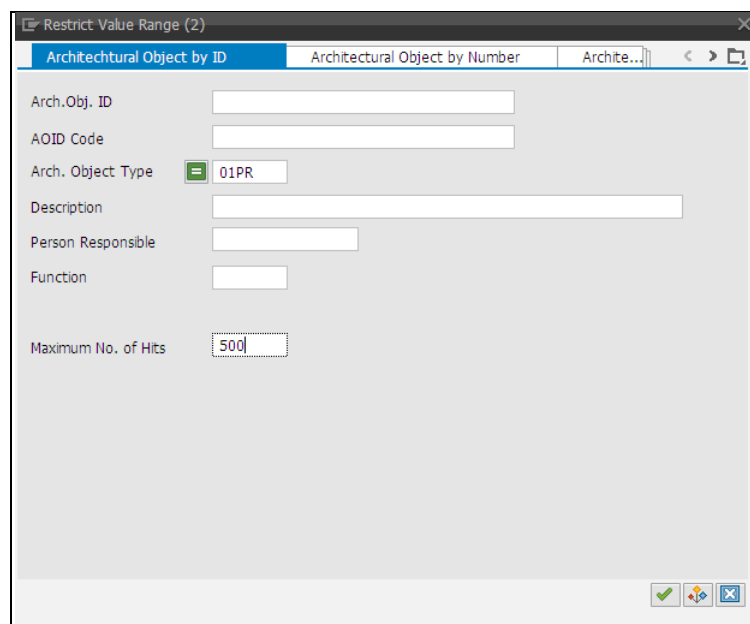 Restrict Value Range (2)
Architechtural Object by ID
Architectural Object by Number
Archite...
Arch.Obj. ID
AOID Code
Arch. Object Type = 01PR
Description
Person Responsible
Function
Maximum No. of Hits 500